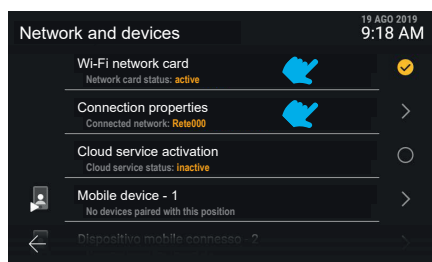 19 AGO 2019
Network and devices
9:18 AM
Wi-Fi network card
Network card status: active
Connection properties
Connected network: Rete000
Cloud service activation
Cloud service status: inactive
Mobile device - 1
No devices paired with this position
Dispositivo mobile connesso - 2